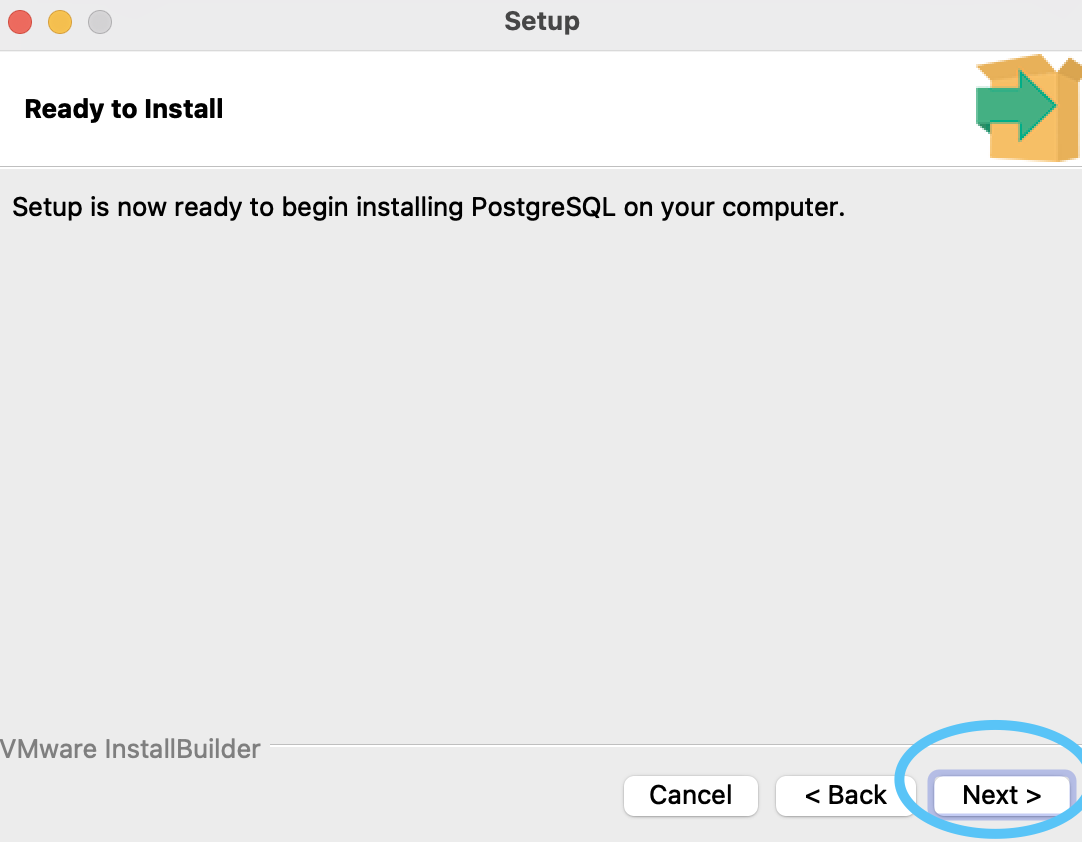 Setup
Ready to Install
Setup is now ready to begin installing PostgreSQL on your computer.
VMware InstallBuilder
Cancel
< Back
Next >